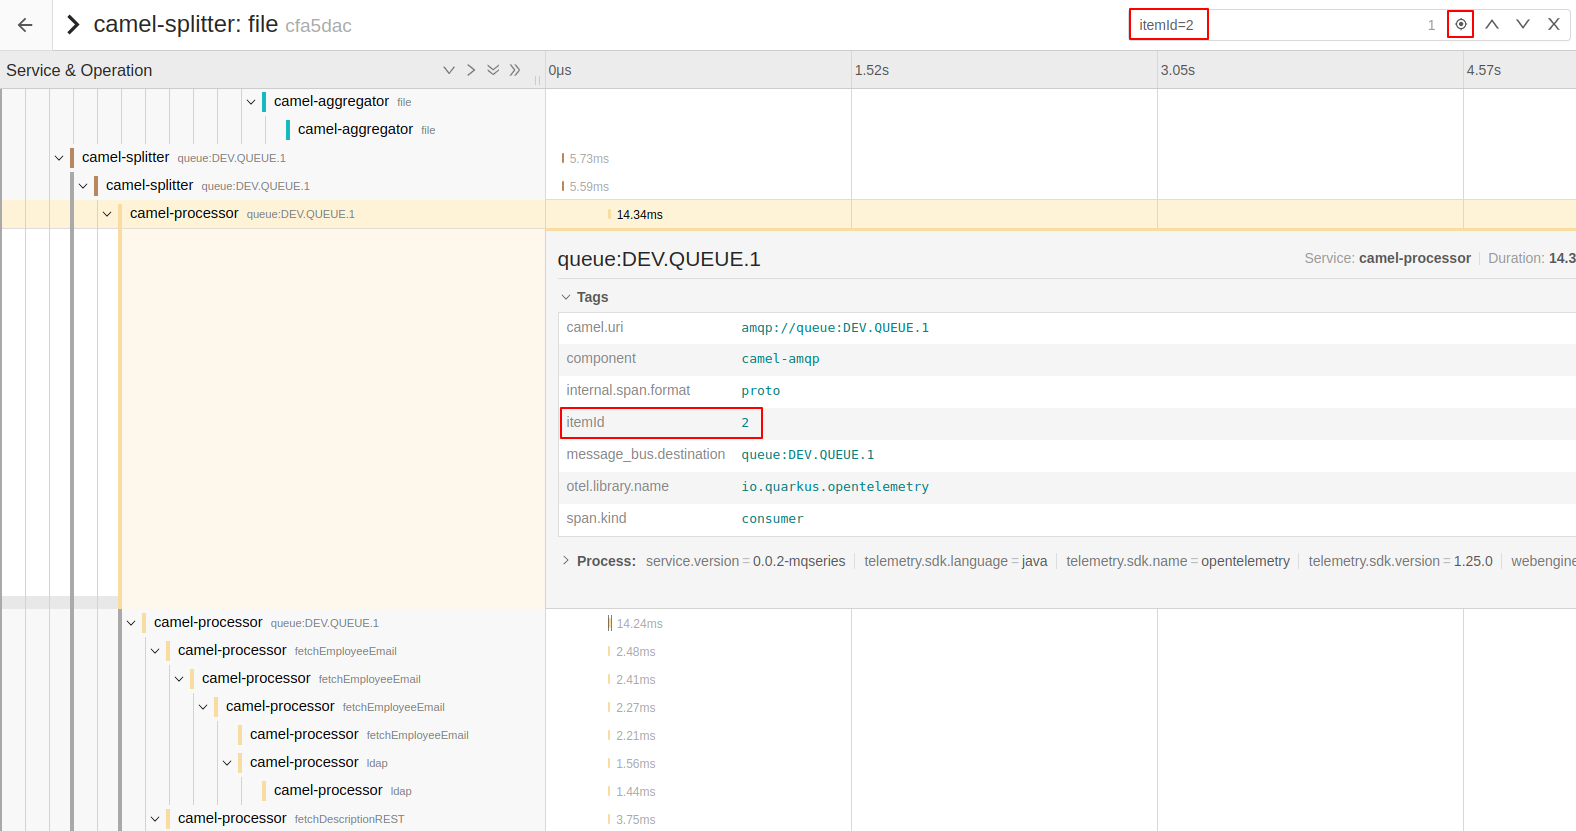 camel-splitter: file cfa5dac
itemId=2 1
Service & Operation 0μs 1.52s 3.05s 4.57s
camel-aggregator file
camel-aggregator file
camel-splitter queue:DEV.QUEUE.1 5.73ms
camel-splitter queue:DEV.QUEUE.1 5.59ms
camel-processor queue:DEV.QUEUE.1 14.34ms
queue:DEV.QUEUE.1 Service: camel-processor Duration: 14.3
Tags
camel.uri amqp://queue:DEV.QUEUE.1
component camel-amqp
internal.span.format proto
itemId 2
message_bus.destination queue:DEV.QUEUE.1
otel.library.name io.quarkus.opentelemetry
span.kind consumer
Process: service.version = 0.0.2-mqseries telemetry.sdk.language = java telemetry.sdk.name = opentelemetry telemetry.sdk.version = 1.25.0 webengine
camel-processor queue:DEV.QUEUE.1 14.24ms
camel-processor fetchEmployeeEmail 2.48ms
camel-processor fetchEmployeeEmail 2.41ms
camel-processor fetchEmployeeEmail 2.27ms
camel-processor fetchEmployeeEmail 2.21ms
camel-processor ldap 1.56ms
camel-processor ldap 1.44ms
camel-processor fetchDescriptionREST 3.75ms